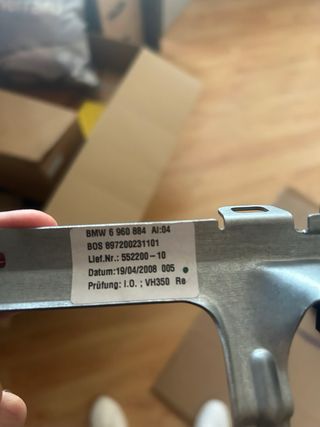 BMW 6 960 884 AI:04
BOS 897200231101
Lief.Nr.: 552200-10
Datum:19/04/2008 005
Prüfung: I.O. ; VH350 Re